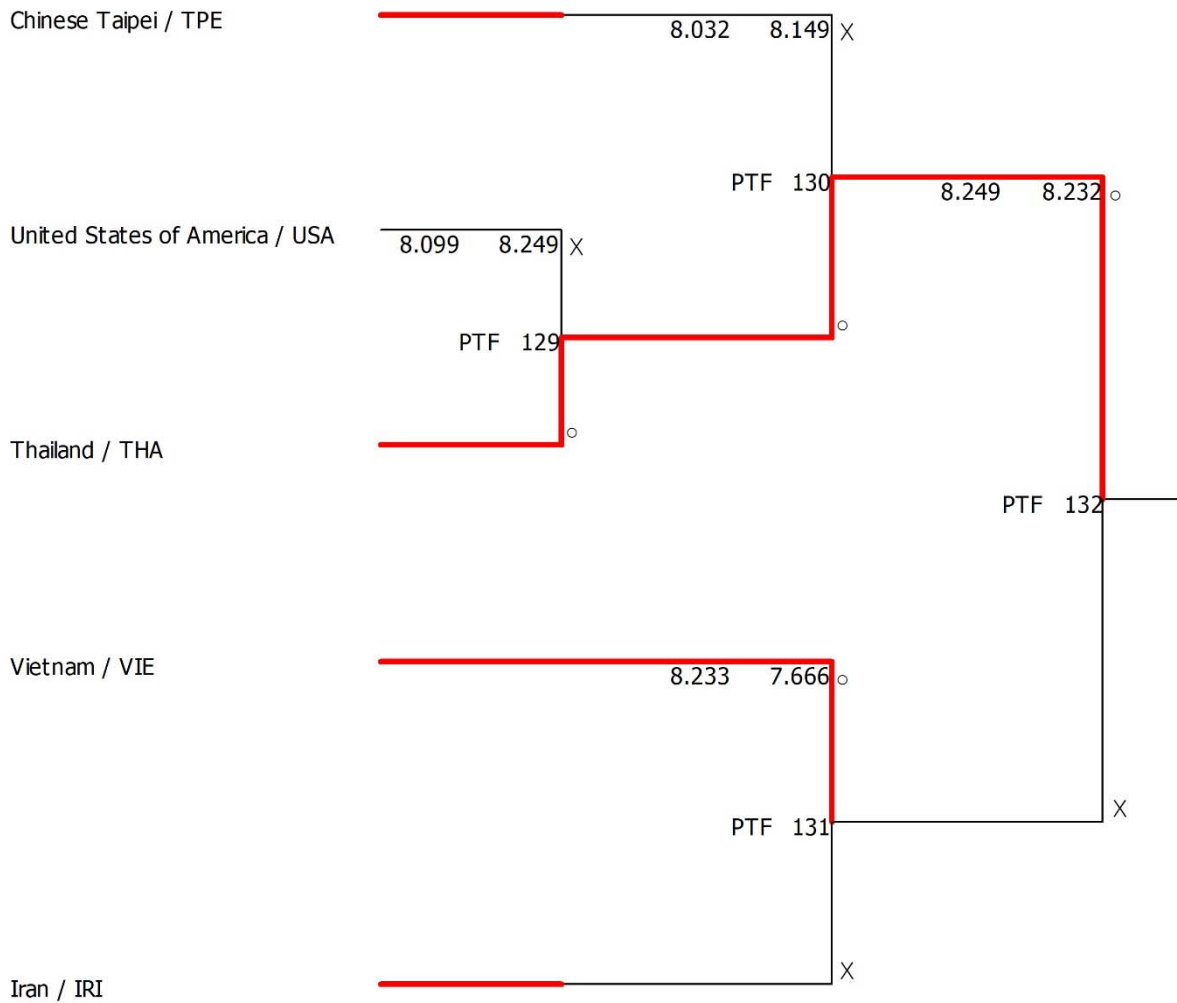 Chinese Taipei / TPE
8.032 8.149 X
PTF 130
8.249 8.232 ○
United States of America / USA
8.099 8.249 X
○
PTF 129
Thailand / THA
○
PTF 132
Vietnam / VIE
8.233 7.666 ○
X
PTF 131
X
Iran / IRI